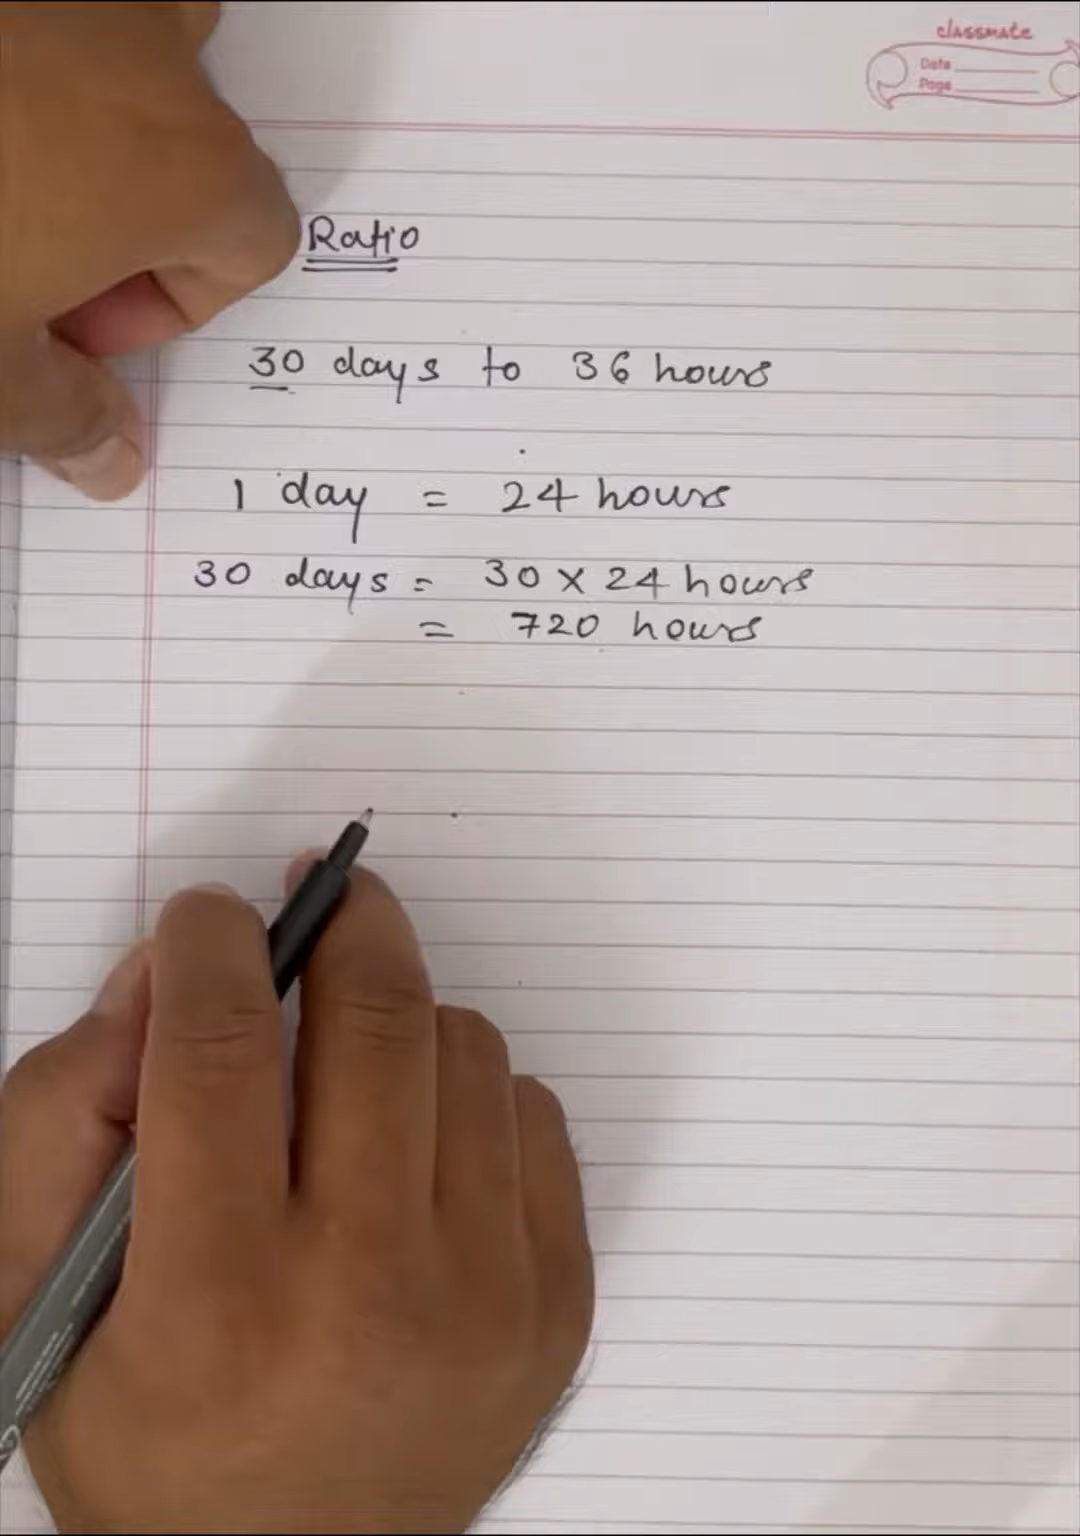 classmate
Date
Page
Ratio
30 days to 36 hours
1 day = 24 hours
30 days = 30 x 24 hours
= 720 hours